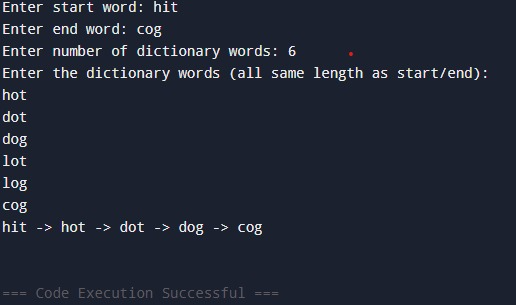 Enter start word: hit
Enter end word: cog
Enter number of dictionary words: 6
Enter the dictionary words (all same length as start/end):
hot
dot
dog
lot
log
cog
hit -> hot -> dot -> dog -> cog
=== Code Execution Successful ===